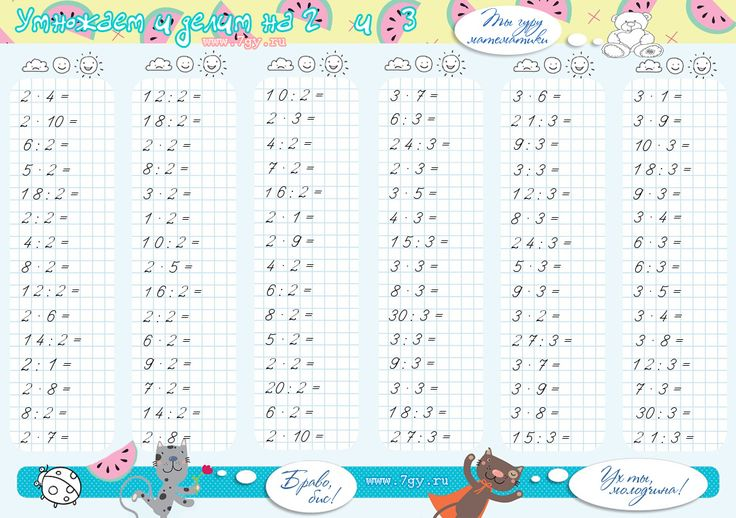 Умножаем и делим на 2 и 3
www.7gy.ru
Ты гуру
математики
2 · 4 =
2 · 10 =
6 : 2 =
5 · 2 =
18 : 2 =
2 : 2 =
4 : 2 =
8 · 2 =
12 : 2 =
2 · 6 =
14 : 2 =
2 : 1 =
2 · 8 =
8 : 2 =
2 · 7 =
12 : 2 =
18 : 2 =
2 · 2 =
8 : 2 =
3 · 2 =
1 · 2 =
10 : 2 =
2 · 5 =
16 : 2 =
2 : 2 =
6 · 2 =
9 · 2 =
7 · 2 =
14 : 2 =
2 · 8 =
10 : 2 =
2 · 3 =
4 : 2 =
7 · 2 =
16 : 2 =
2 · 1 =
2 · 9 =
4 · 2 =
6 : 2 =
8 · 2 =
5 · 2 =
2 · 2 =
20 : 2 =
6 · 2 =
2 · 10 =
3 · 7 =
6 : 3 =
24 : 3 =
2 · 3 =
3 · 5 =
4 · 3 =
15 : 3 =
3 · 3 =
8 · 3 =
30 : 3 =
3 : 3 =
9 : 3 =
3 · 3 =
18 : 3 =
27 : 3 =
3 · 6 =
21 : 3 =
9 : 3 =
3 : 3 =
12 : 3 =
8 · 3 =
24 : 3 =
5 · 3 =
9 · 3 =
3 · 2 =
27 : 3 =
3 · 7 =
3 · 9 =
3 · 8 =
15 : 3 =
3 · 1 =
3 · 9 =
10 · 3 =
18 : 3 =
9 · 3 =
3 · 4 =
6 · 3 =
6 : 3 =
3 · 5 =
3 · 4 =
3 · 8 =
12 : 3 =
7 · 3 =
30 : 3 =
21 : 3 =
Браво,
бис!
www.7gy.ru
Ух ты,
молодчина!